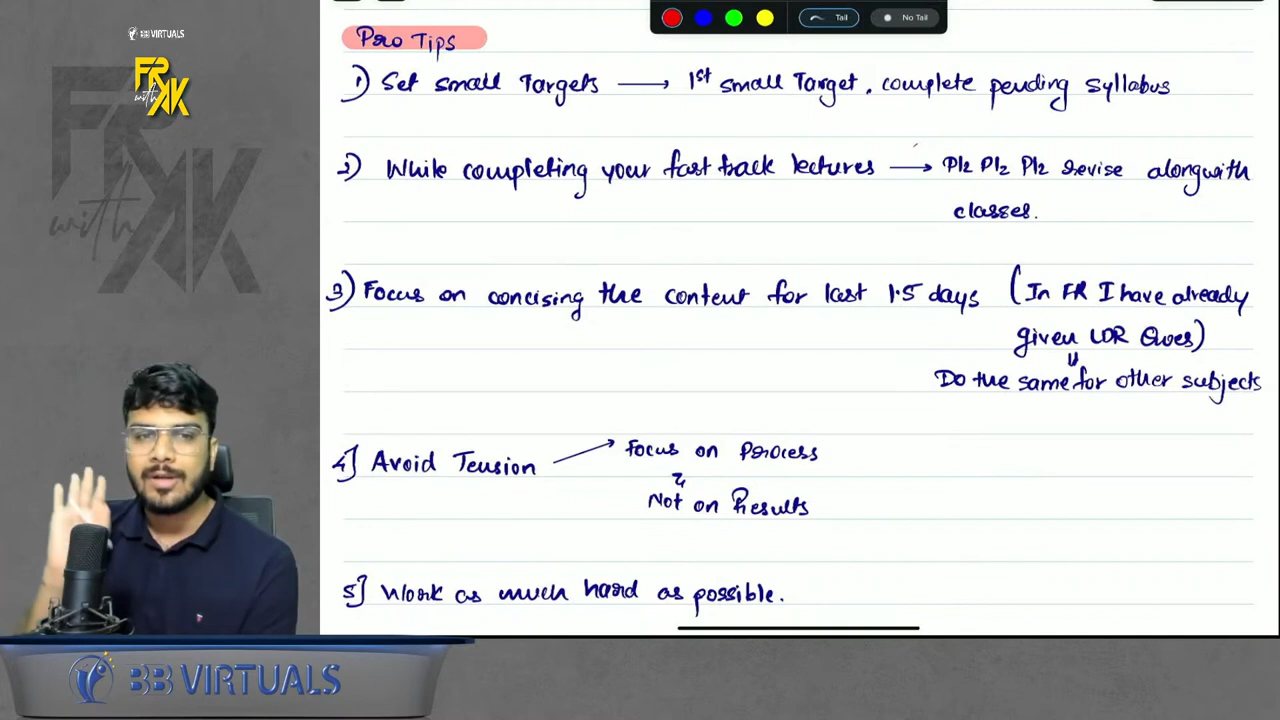 BB VIRTUALS
FR
with
AK
FR
with
AK
Tail
No Tail
Pro Tips
1) Set small Targets → 1st small Target . complete pending syllabus
2) While completing your fast track lectures → Plz Plz Plz revise alongwith
classes.
3) Focus on concising the content for last 1.5 days (In FR I have already
given LDR Ques)
Do the same for other subjects
4] Avoid Tension → Focus on Process
&
Not on Results
5] Work as much hard as possible.
BB VIRTUALS